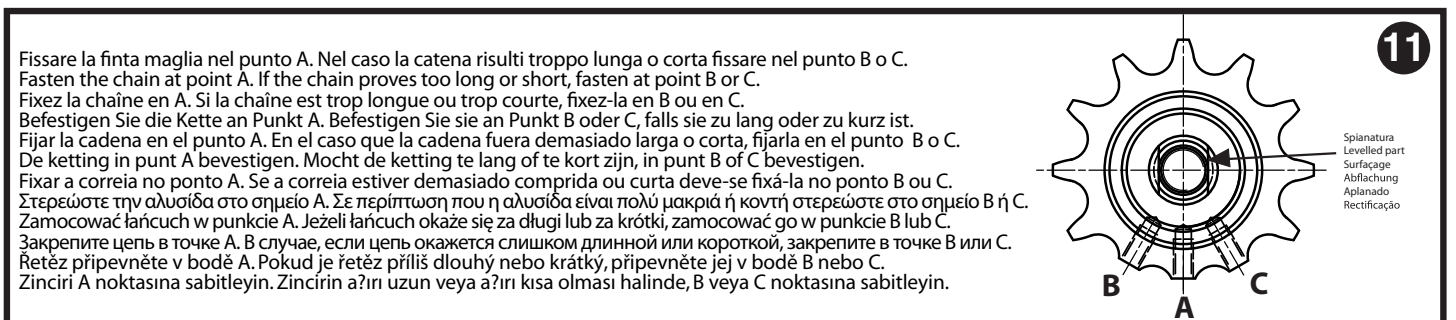 11
Fissare la finta maglia nel punto A. Nel caso la catena risulti troppo lunga o corta fissare nel punto B o C.
Fasten the chain at point A. If the chain proves too long or short, fasten at point B or C.
Fixez la chaîne en A. Si la chaîne est trop longue ou trop courte, fixez-la en B ou en C.
Befestigen Sie die Kette an Punkt A. Befestigen Sie sie an Punkt B oder C, falls sie zu lang oder zu kurz ist.
Fijar la cadena en el punto A. En el caso que la cadena fuera demasiado larga o corta, fijarla en el punto B o C.
De ketting in punt A bevestigen. Mocht de ketting te lang of te kort zijn, in punt B of C bevestigen.
Fixar a correia no ponto A. Se a correia estiver demasiado comprida ou curta deve-se fixá-la no ponto B ou C.
Στερεώστε την αλυσίδα στο σημείο A. Σε περίπτωση που η αλυσίδα είναι πολύ μακριά ή κοντή στερεώστε στο σημείο B ή C.
Zamocować łańcuch w punkcie A. Jeżeli łańcuch okaże się za długi lub za krótki, zamocować go w punkcie B lub C.
Закрепите цепь в точке A. В случае, если цепь окажется слишком длинной или короткой, закрепите в точке B или C.
Řetěz připevněte v bodě A. Pokud je řetěz příliš dlouhý nebo krátký, připevněte jej v bodě B nebo C.
Zinciri A noktasına sabitleyin. Zincirin a?ırı uzun veya a?ırı kısa olması halinde, B veya C noktasına sabitleyin.
Spianatura
Levelled part
Surfaçage
Abflachung
Aplanado
Rectificação
B
A
C